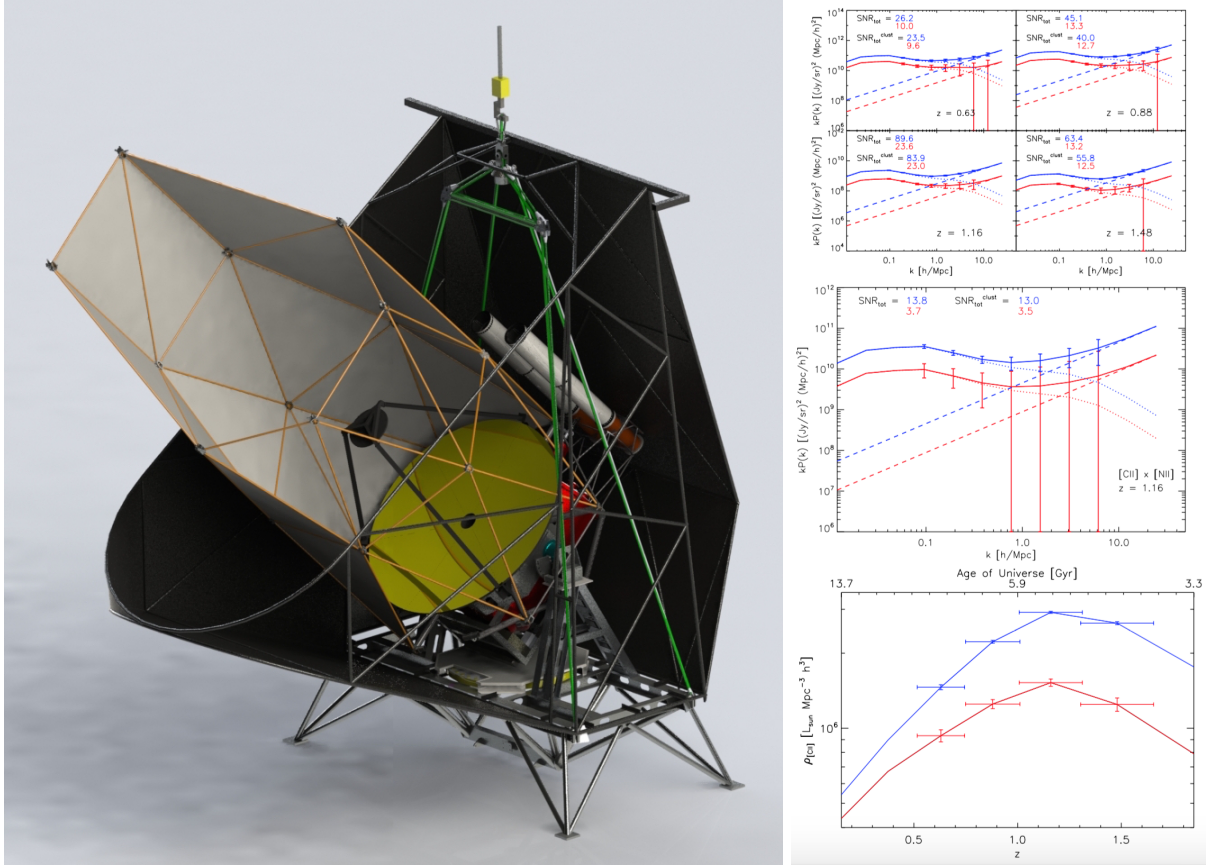 SNR_tot = 26.2
10.0
SNR_tot^clust = 23.5
9.6
z = 0.63
SNR_tot = 45.1
13.3
SNR_tot^clust = 40.0
12.7
z = 0.88
kP(k) [(Jy/sr)² (Mpc/h)²]
10^14
10^12
10^10
10^8
10^6
SNR_tot = 89.6
23.6
SNR_tot^clust = 83.9
23.0
z = 1.16
SNR_tot = 63.4
13.2
SNR_tot^clust = 55.8
12.5
z = 1.48
kP(k) [(Jy/sr)² (Mpc/h)²]
10^10
10^8
10^6
10^4
0.1 1.0 10.0 0.1 1.0 10.0
k [h/Mpc] k [h/Mpc]
SNR_tot = 13.8 SNR_tot^clust = 13.0
3.7 3.5
kP(k) [(Jy/sr)² (Mpc/h)²]
10^12
10^11
10^10
10^9
10^8
10^7
10^6
[CII] x [NII]
z = 1.16
0.1 1.0 10.0
k [h/Mpc]
Age of Universe [Gyr]
13.7 5.9 3.3
ρ_[CII] [L_sun Mpc^-3 h^3]
10^6
0.5 1.0 1.5
z